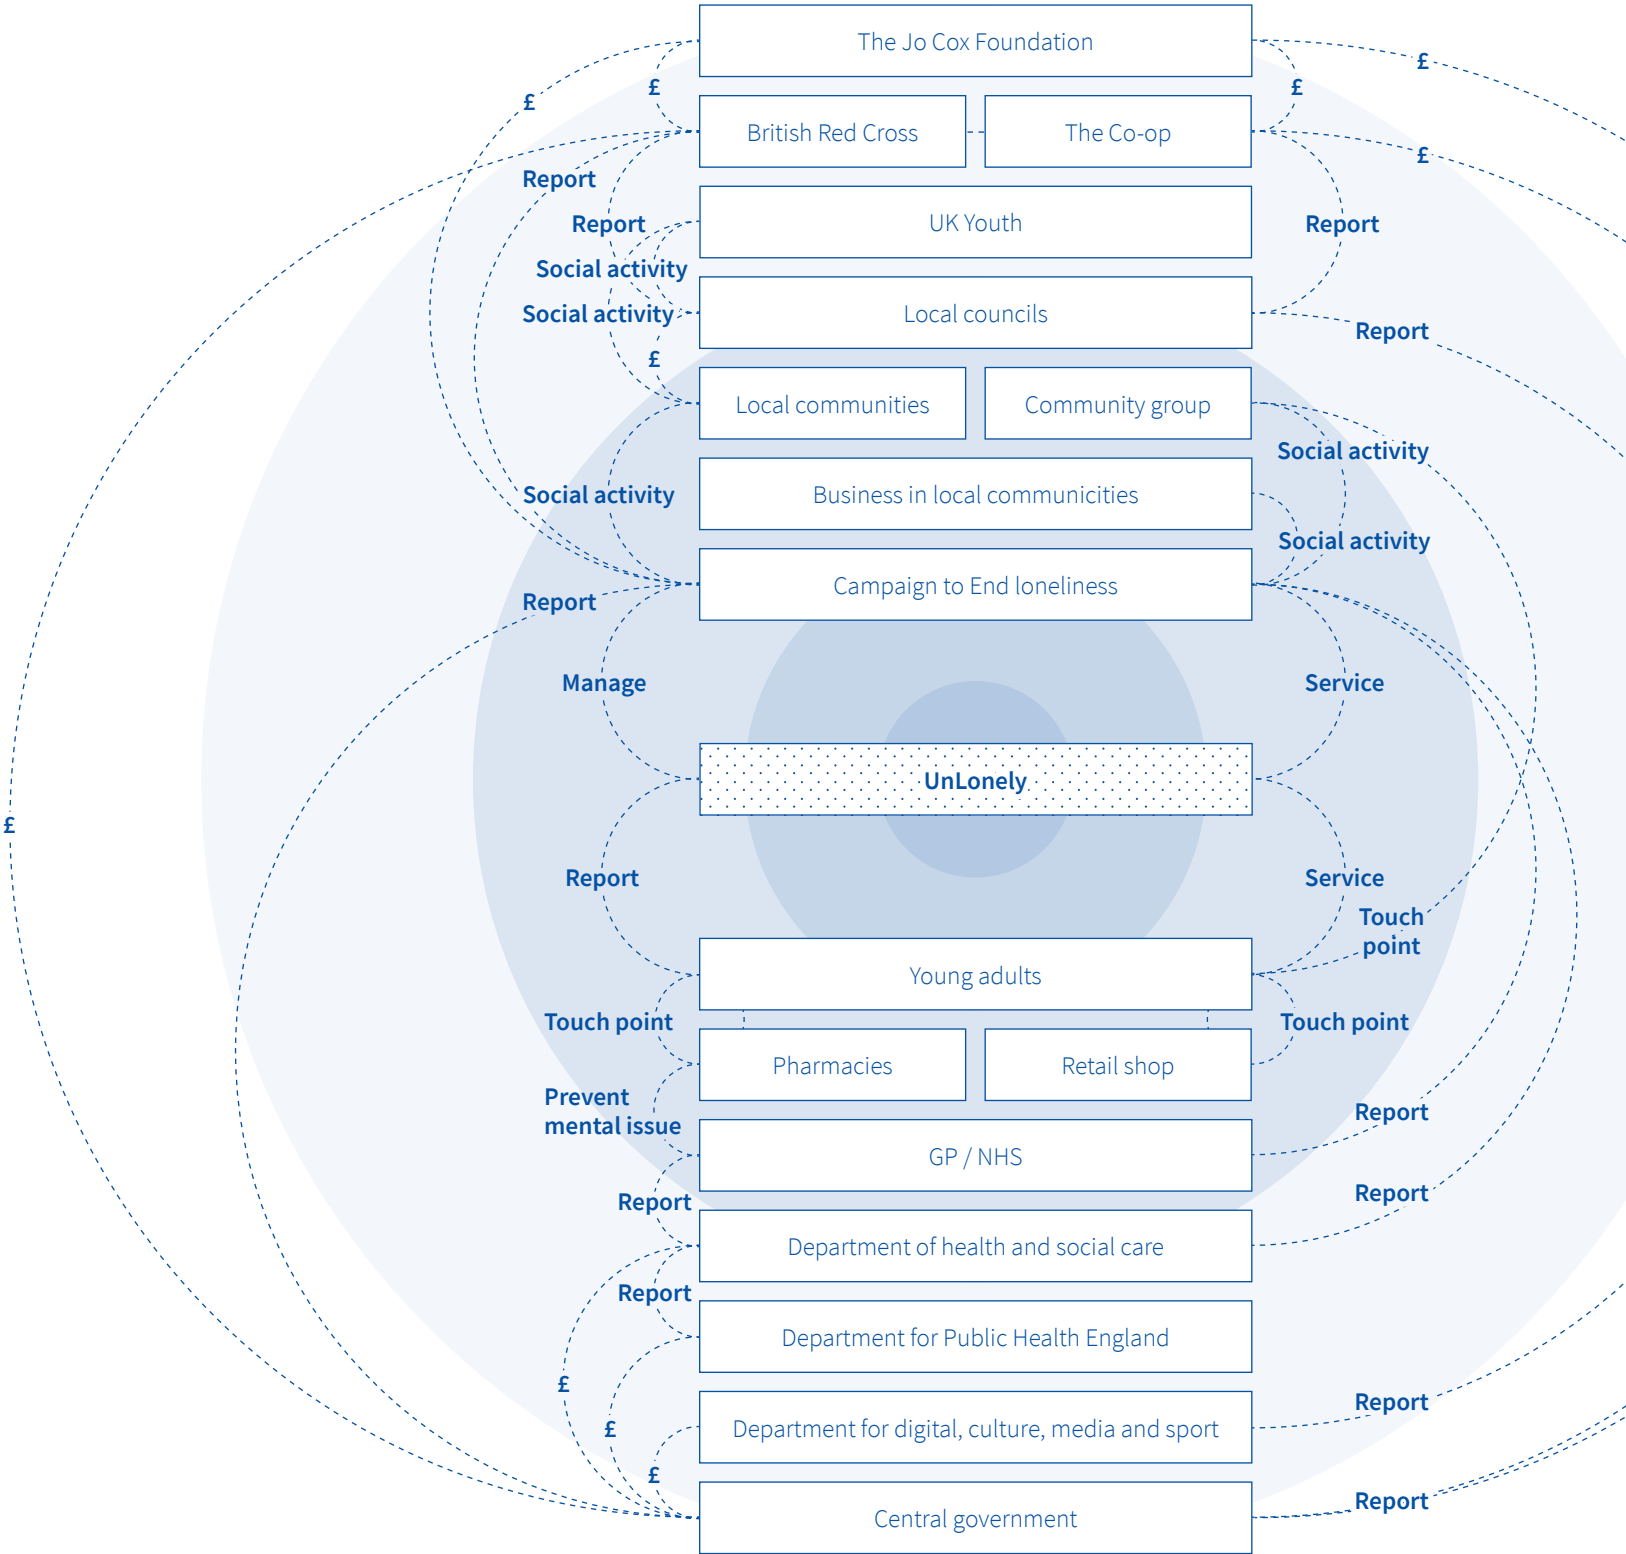 The Jo Cox Foundation
£
£
£
£
British Red Cross
The Co-op
£
Report
Report
UK Youth
Report
Social activity
Social activity
Local councils
Report
£
Local communities
Community group
Social activity
Social activity
Business in local communicities
Social activity
Campaign to End loneliness
Report
Manage
Service
UnLonely
£
Report
Service
Touch
point
Young adults
Touch point
Touch point
Pharmacies
Retail shop
Prevent
mental issue
Report
GP / NHS
Report
Report
Department of health and social care
Report
Department for Public Health England
£
Report
£
Department for digital, culture, media and sport
£
Report
Central government